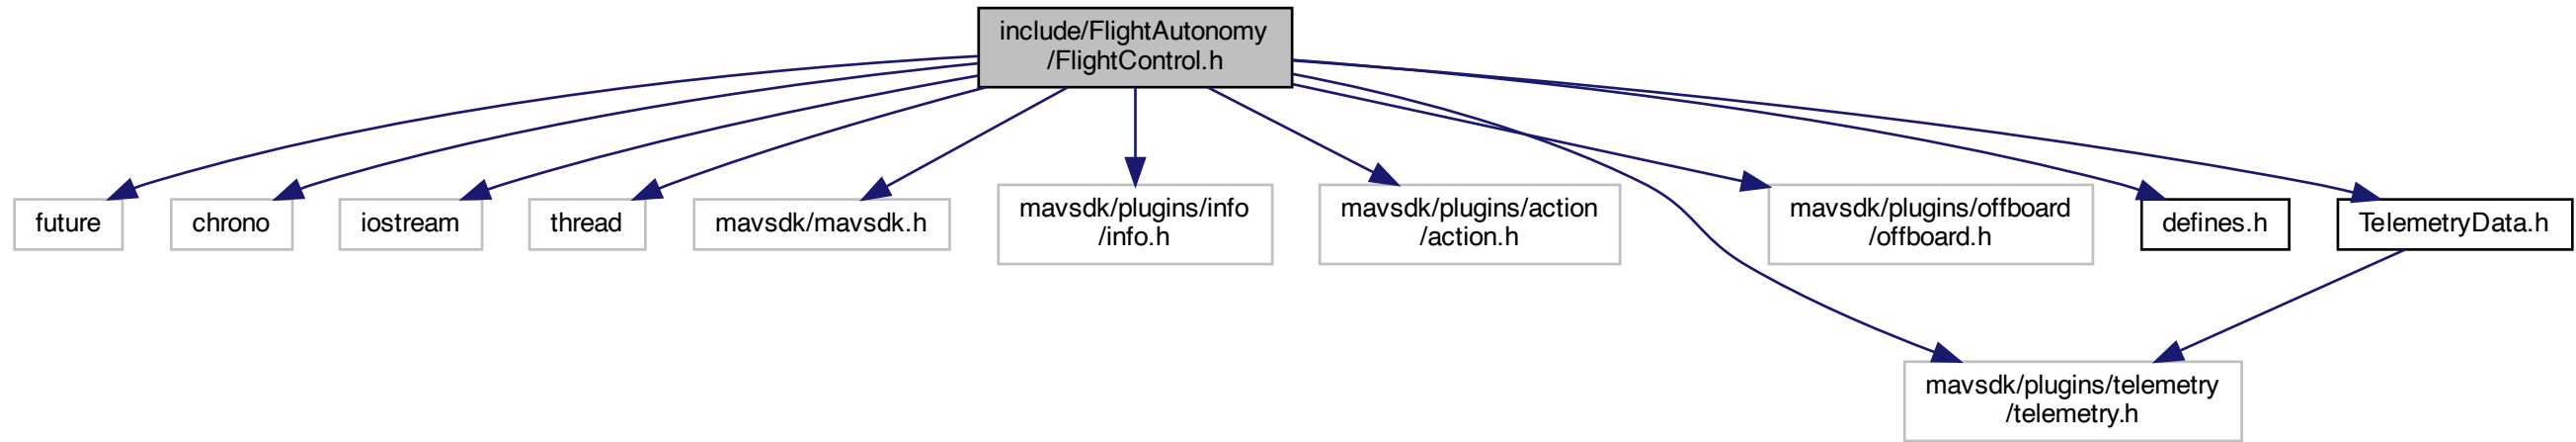 include/FlightAutonomy
/FlightControl.h
future
chrono
iostream
thread
mavsdk/mavsdk.h
mavsdk/plugins/info
/info.h
mavsdk/plugins/action
/action.h
mavsdk/plugins/offboard
/offboard.h
defines.h
TelemetryData.h
mavsdk/plugins/telemetry
/telemetry.h